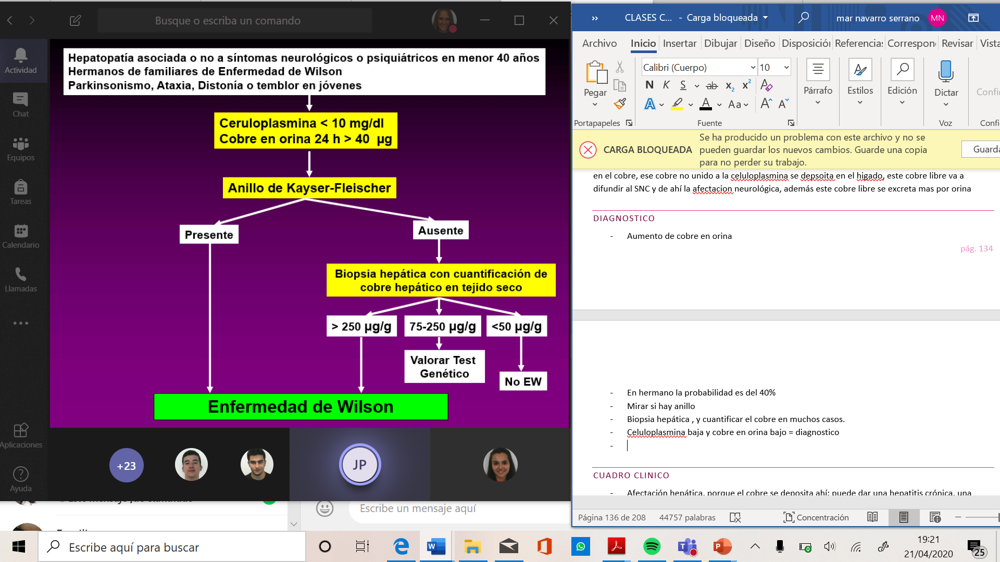 Busque o escriba un comando
Actividad
Chat
Equipos
Tareas
Calendario
Llamadas
Aplicaciones
Ayuda
Hepatopatía asociada o no a síntomas neurológicos o psiquiátricos en menor 40 años
Hermanos de familiares de Enfermedad de Wilson
Parkinsonismo, Ataxia, Distonía o temblor en jóvenes
Ceruloplasmina < 10 mg/dl
Cobre en orina 24 h > 40 µg
Anillo de Kayser-Fleischer
Presente
Ausente
Biopsia hepática con cuantificación de
cobre hepático en tejido seco
> 250 µg/g
75-250 µg/g
<50 µg/g
Valorar Test
Genético
No EW
Enfermedad de Wilson
+23
JP
Escribe un mensaje aquí
CLASES C... - Carga bloqueada
mar navarro serrano
MN
Archivo Inicio Insertar Dibujar Diseño Disposición Referencias Correspon Revisar Vista
Calibri (Cuerpo) 10
N K S ab x₂ x²
A A Aa A A
Pegar
Párrafo
Estilos
Edición
Dictar
Confi
Portapapeles
Fuente
Voz
Confi
CARGA BLOQUEADA
Se ha producido un problema con este archivo y no se
pueden guardar los nuevos cambios. Guarde una copia
para no perder su trabajo.
Guarda
en el cobre, ese cobre no unido a la celuloplasmina se depsoita en el higado, este cobre libre va a
difundir al SNC y de ahí la afectacion neurológica, además este cobre libre se excreta mas por orina
DIAGNOSTICO
- Aumento de cobre en orina
pág. 134
- En hermano la probabilidad es del 40%
- Mirar si hay anillo
- Biopsia hepática , y cuantificar el cobre en muchos casos.
- Celuloplasmina baja y cobre en orina bajo = diagnostico
-
CUADRO CLINICO
- Afectación hepática, porque el cobre se deposita ahí: puede dar una hepatitis crónica, una
Página 136 de 208
44757 palabras
Concentración
Escribe aquí para buscar
19:21
21/04/2020
25